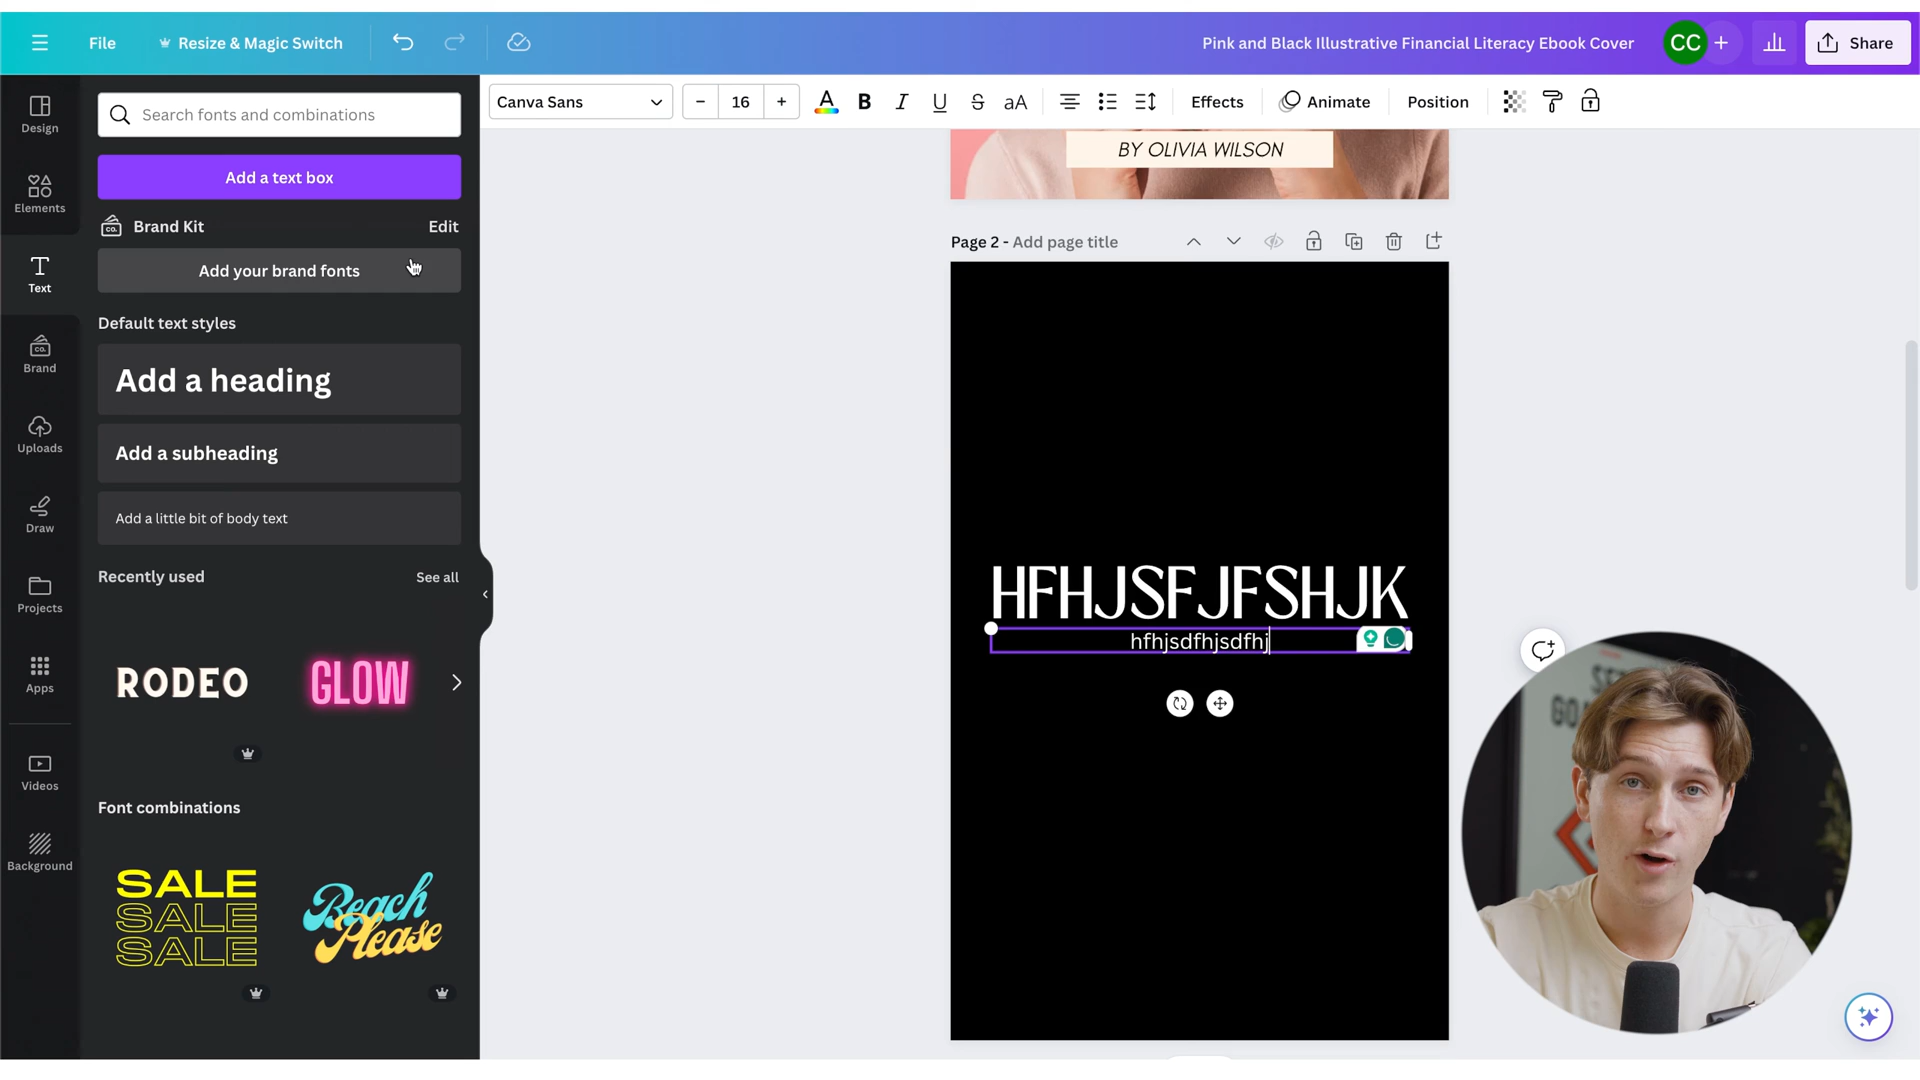 File
Resize & Magic Switch
Pink and Black Illustrative Financial Literacy Ebook Cover
CC
Share
Design
Elements
Text
Brand
Uploads
Draw
Projects
Apps
Videos
Background
Search fonts and combinations
Add a text box
CO.
Brand Kit
Edit
Add your brand fonts
Default text styles
Add a heading
Add a subheading
Add a little bit of body text
Recently used
See all
RODEO
GLOW
Font combinations
SALE
SALE
SALE
Beach
Please
Canva Sans
16
A
B
I
U
S
aA
Effects
Animate
Position
BY OLIVIA WILSON
Page 2 - Add page title
HFHJSFJFSHJK
hfhjsdfhjsdfhj